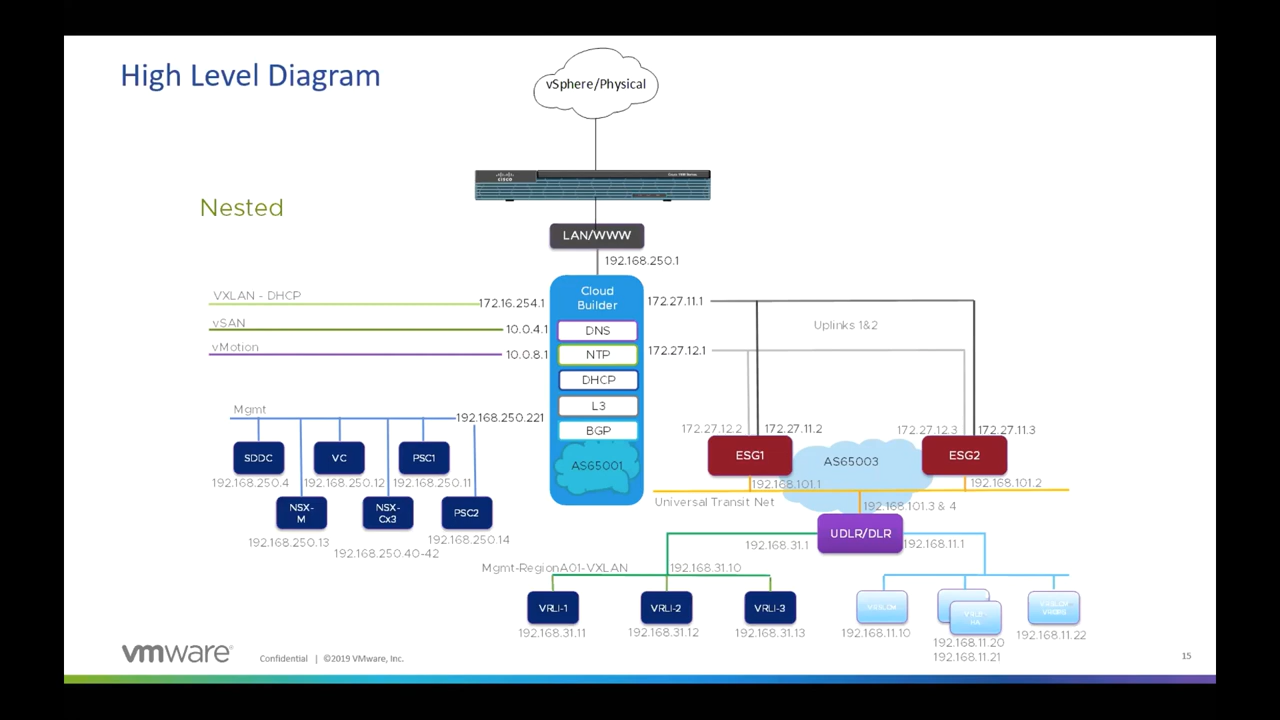 High Level Diagram
vSphere/Physical
CISCO
Nested
LAN/WWW
192.168.250.1
VXLAN - DHCP
172.16.254.1
Cloud
Builder
172.27.11.1
Uplinks 1&2
vSAN
10.0.4.1
DNS
vMotion
10.0.8.1
NTP
172.27.12.1
DHCP
L3
BGP
AS65001
Mgmt
192.168.250.221
SDDC
192.168.250.4
VC
192.168.250.12
PSC1
192.168.250.11
NSX-
M
192.168.250.13
NSX-
Cx3
192.168.250.40-42
PSC2
192.168.250.14
172.27.12.2
172.27.11.2
172.27.12.3
172.27.11.3
ESG1
AS65003
ESG2
192.168.101.1
192.168.101.2
Universal Transit Net
192.168.101.3 & 4
UDLR/DLR
192.168.31.1
192.168.11.1
Mgmt-RegionA01-VXLAN
192.168.31.10
VRLI-1
192.168.31.11
VRLI-2
192.168.31.12
VRLI-3
192.168.31.13
192.168.11.10
192.168.11.20
192.168.11.21
192.168.11.22
vmware®
Confidential | ©2019 VMware, Inc.
15